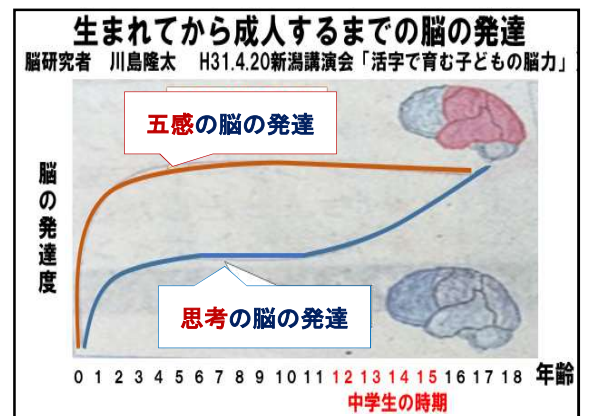 生まれてから成人するまでの脳の発達
脳研究者 川島隆太 H31.4.20新潟講演会「活字で育む子どもの脳力」
五感の脳の発達
脳の発達度
思考の脳の発達
0 1 2 3 4 5 6 7 8 9 10 11 12 13 14 15 16 17 18 年齢
中学生の時期